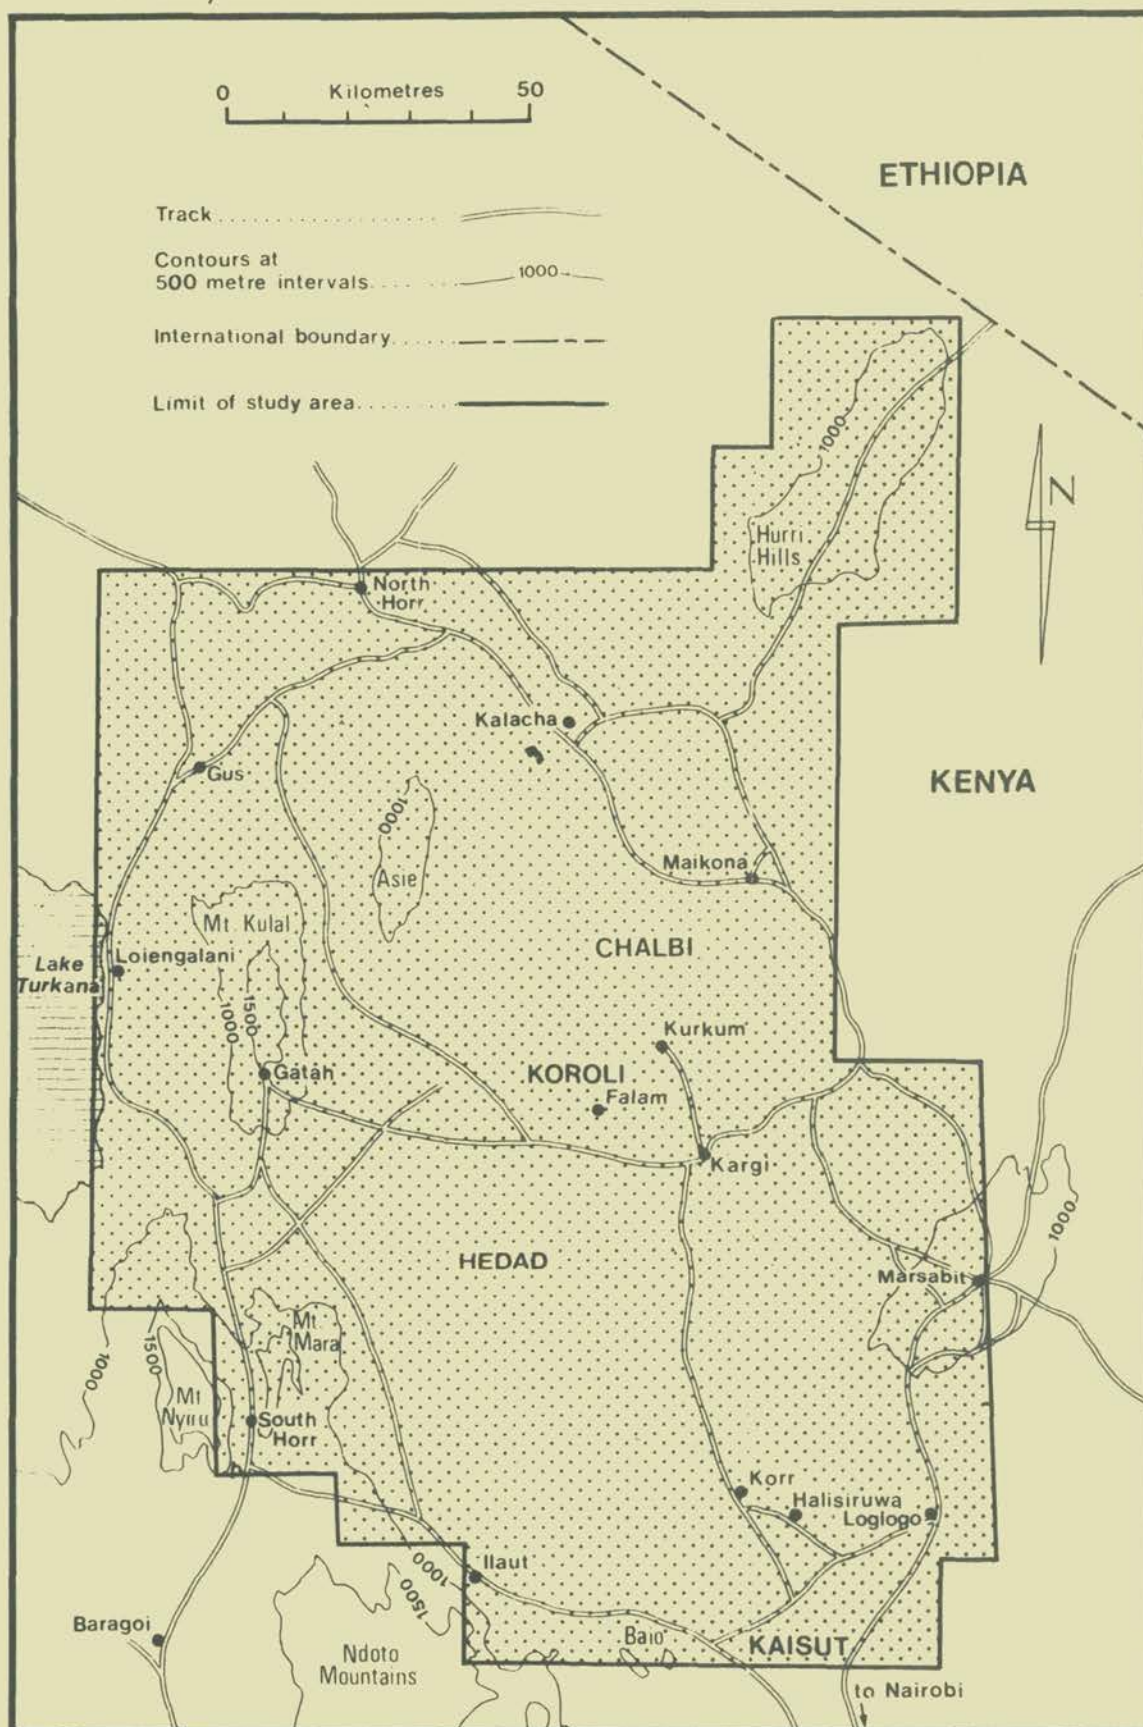 0 Kilometres 50
ETHIOPIA
Track
Contours at
500 metre intervals
1000
International boundary
Limit of study area
1000
N
Hurri
Hills
North
Horr
Kalacha
Gus
KENYA
1000
Asie
Maikona
Mt. Kulal
CHALBI
Lake
Turkana
Loiengalani
1500
1000
Kurkum
Gatab
KOROLI
Falam
Kargi
1000
HEDAD
Marsabit
Mt
Mara
1500
1000
Mt
Nyiru
South
Horr
Korr
Halisiruwa
Loglogo
Ilaut
1000
1500
Baragoi
Baio
KAISUT
Ndoto
Mountains
to Nairobi